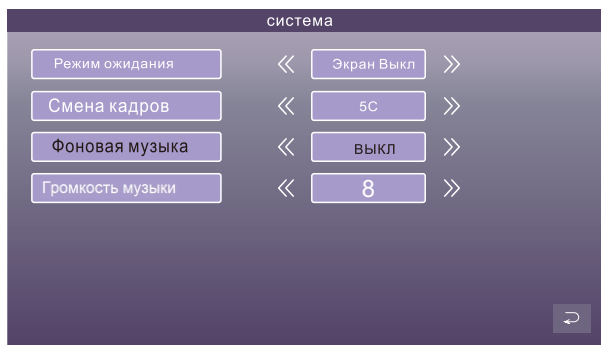 система
Режим ожидания
Экран Выкл
Смена кадров
5С
Фоновая музыка
выкл
Громкость музыки
8